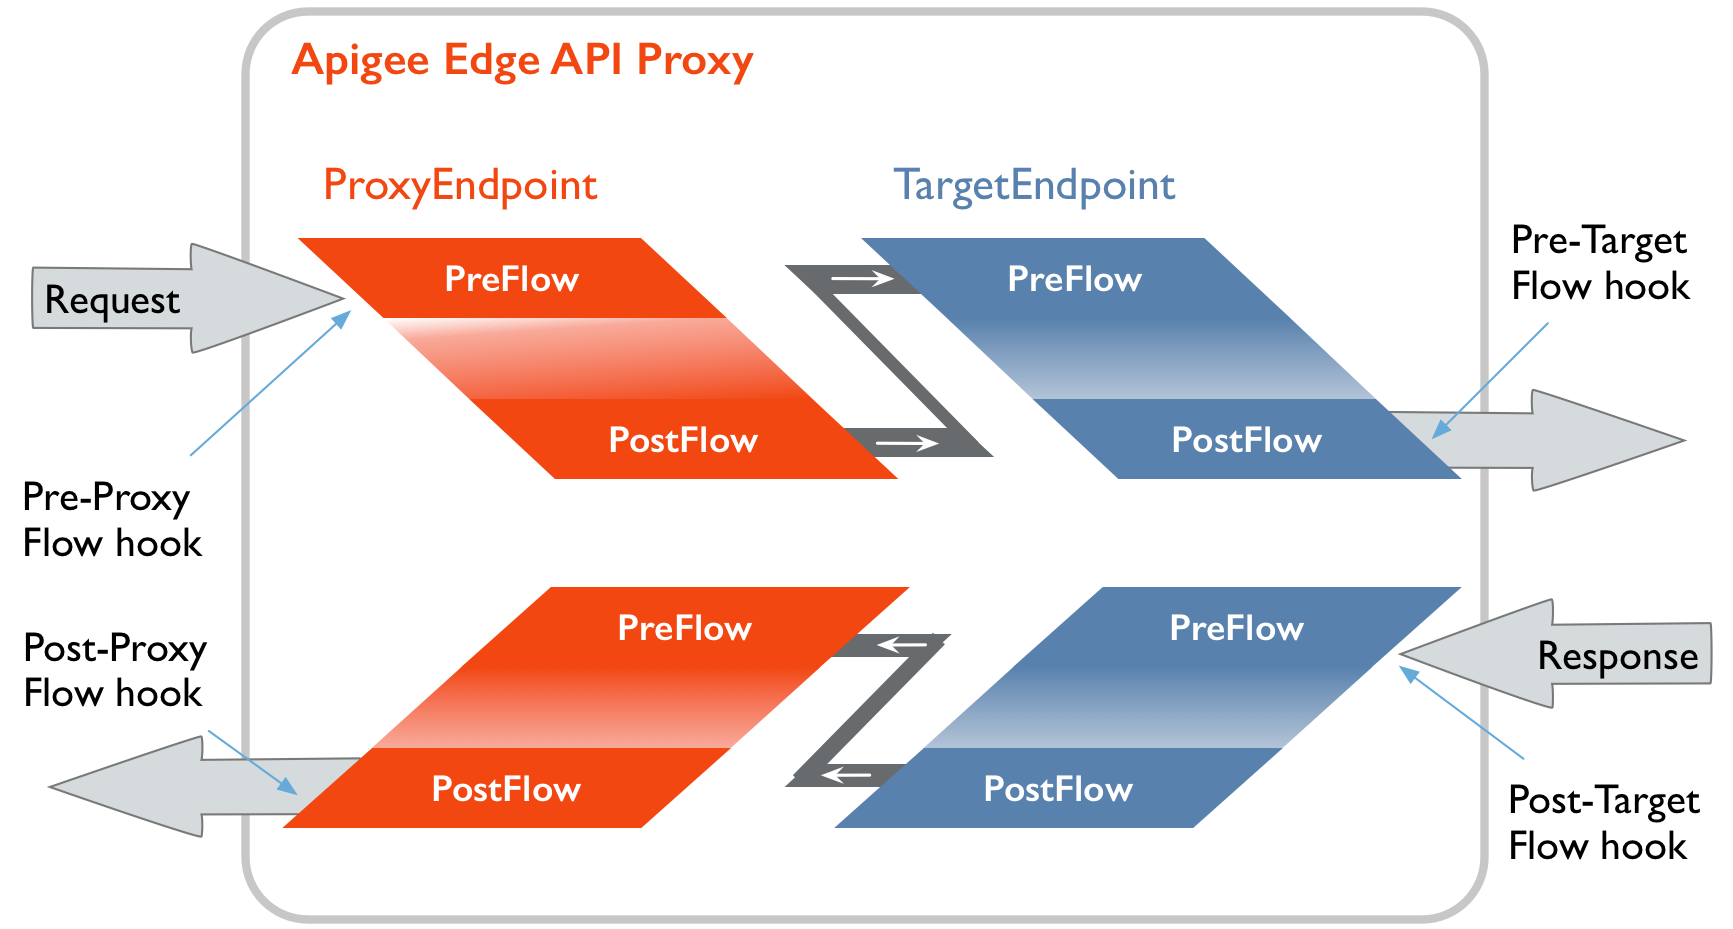 Apigee Edge API Proxy
ProxyEndpoint
TargetEndpoint
Pre-Target
Flow hook
PreFlow
PreFlow
Request
PostFlow
PostFlow
Pre-Proxy
Flow hook
PreFlow
PreFlow
Post-Proxy
Flow hook
Response
PostFlow
PostFlow
Post-Target
Flow hook